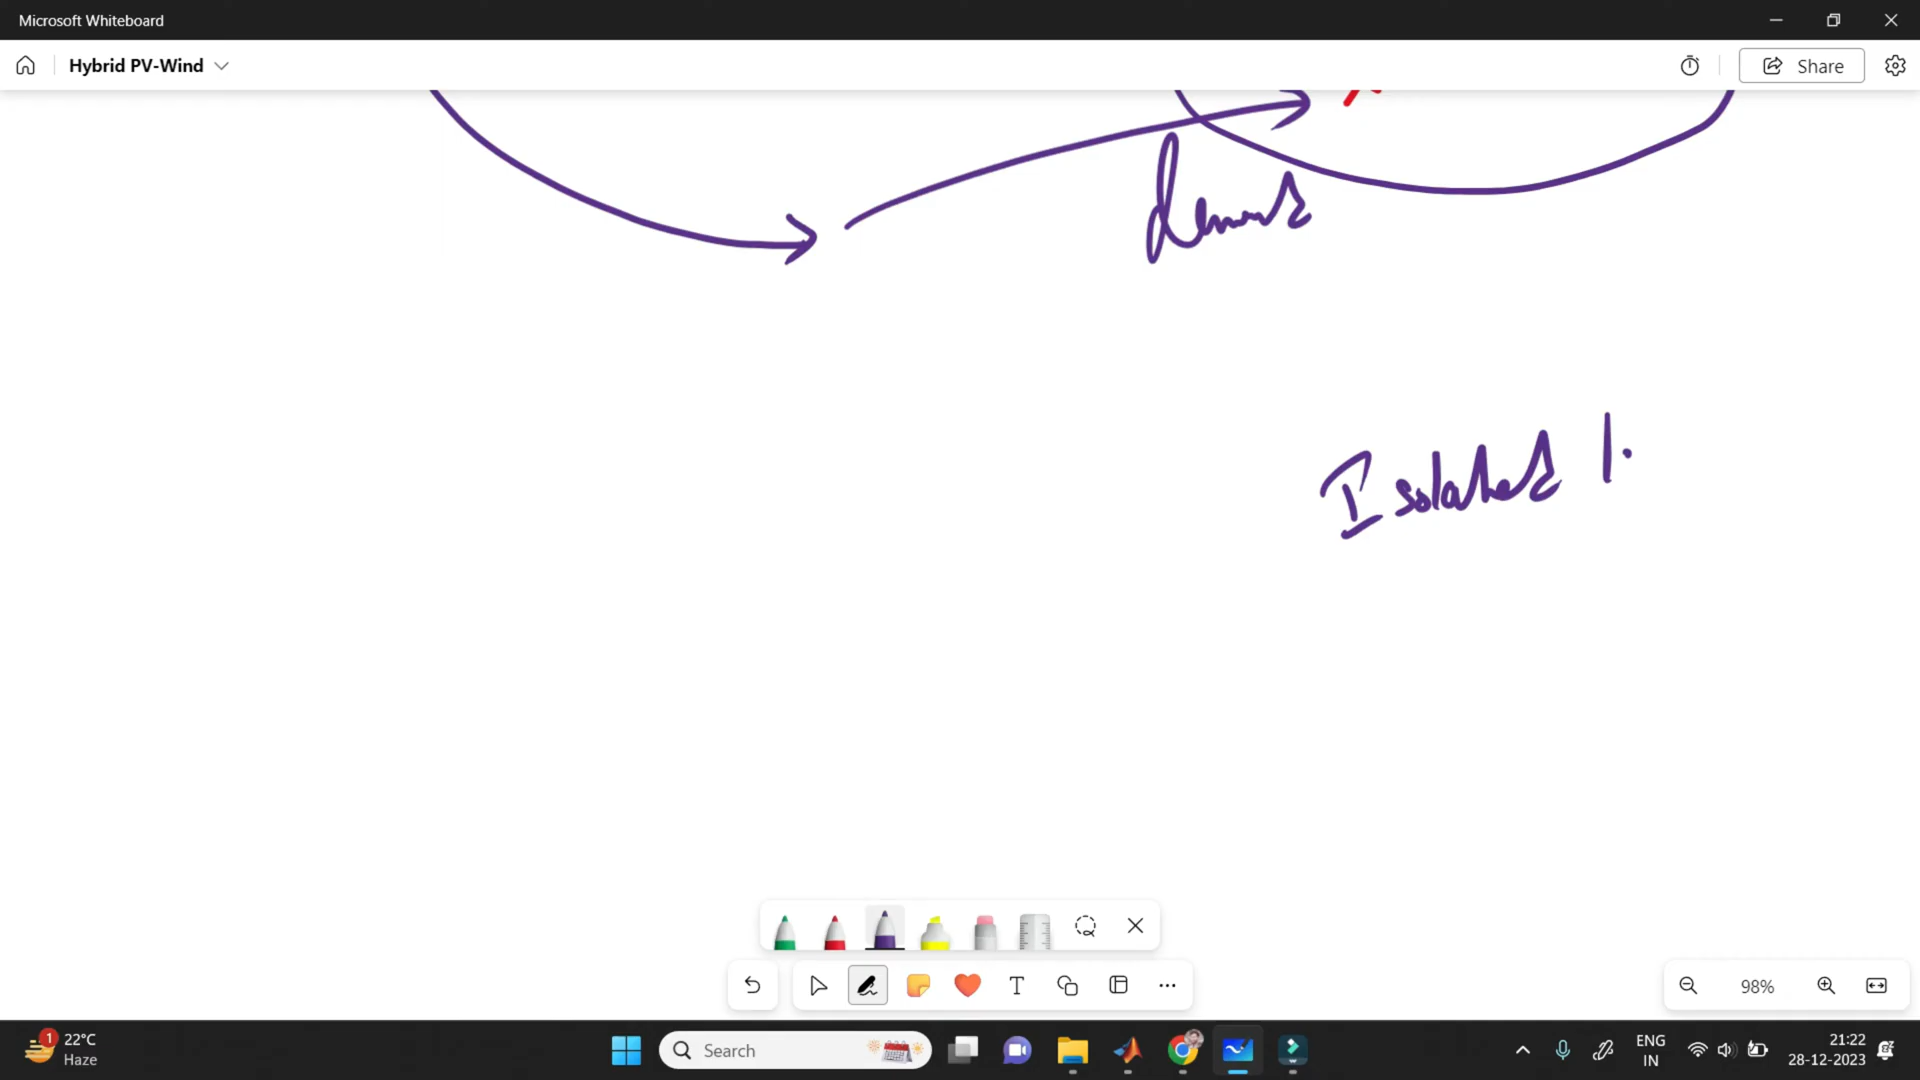 Microsoft Whiteboard
Hybrid PV-Wind
Share
demand
Isolated
98%
1
22°C
Haze
Search
ENG
IN
21:22
28-12-2023